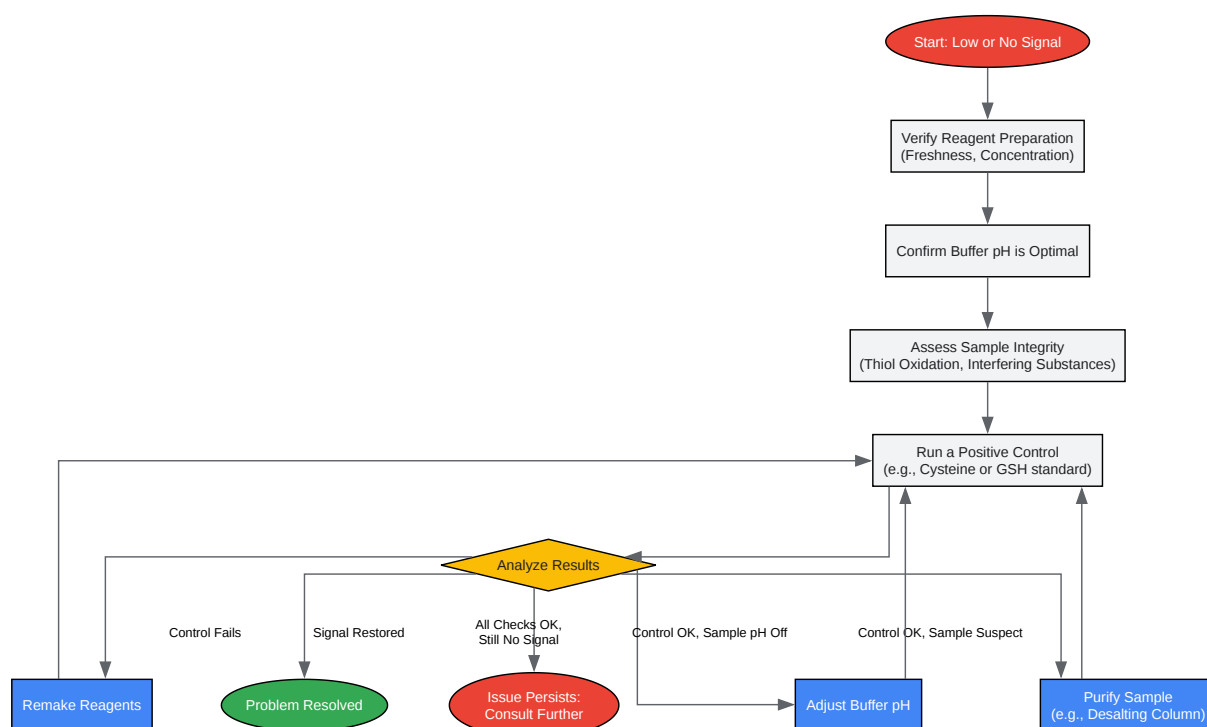 Start: Low or No Signal
Verify Reagent Preparation
(Freshness, Concentration)
Confirm Buffer pH is Optimal
Assess Sample Integrity
(Thiol Oxidation, Interfering Substances)
Run a Positive Control
(e.g., Cysteine or GSH standard)
Analyze Results
Control Fails
Signal Restored
All Checks OK,
Still No Signal
Control OK, Sample pH Off
Control OK, Sample Suspect
Remake Reagents
Problem Resolved
Issue Persists:
Consult Further
Adjust Buffer pH
Purify Sample
(e.g., Desalting Column)